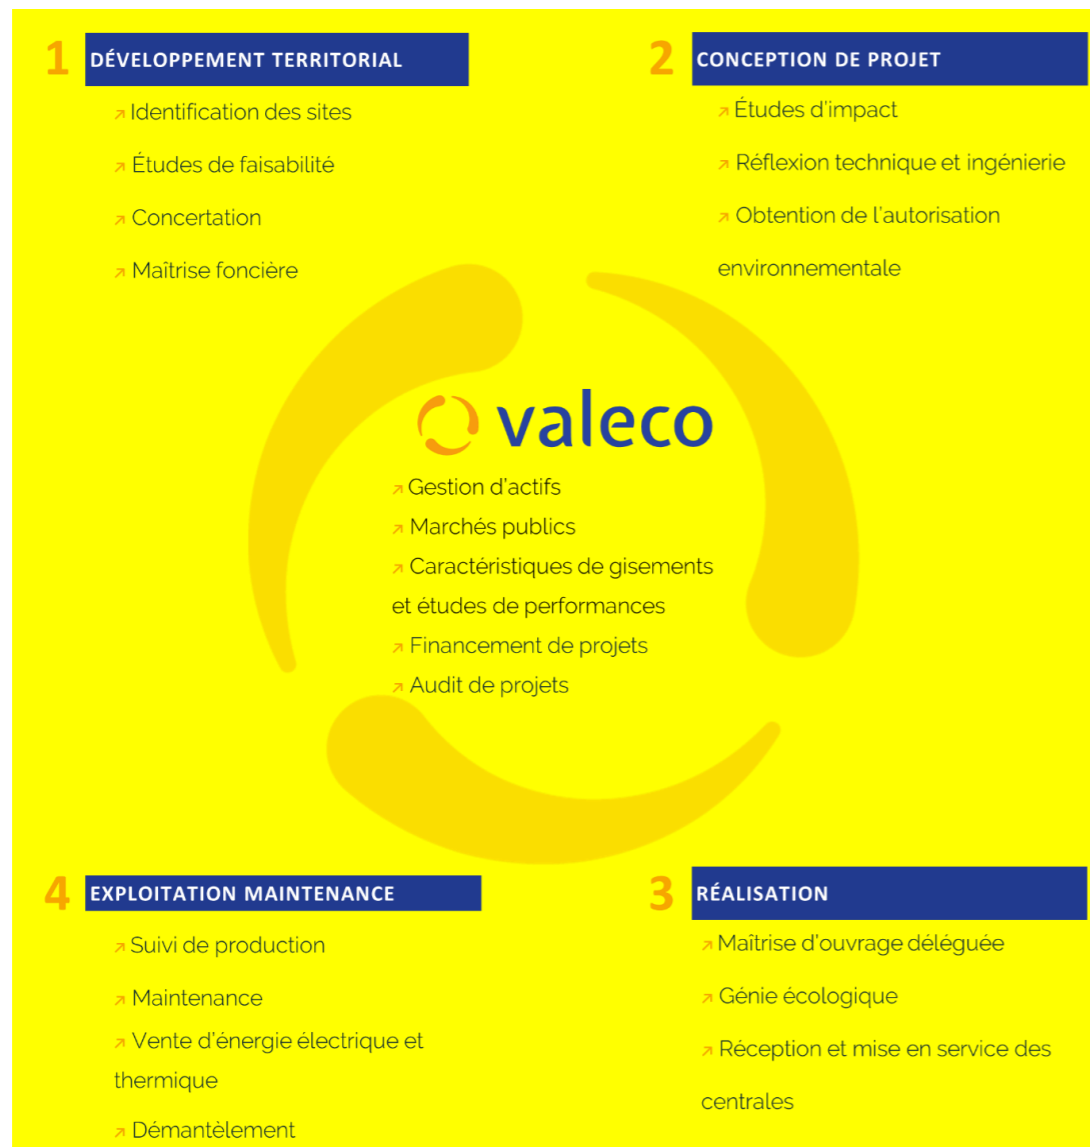 1 DÉVELOPPEMENT TERRITORIAL
↗ Identification des sites
↗ Études de faisabilité
↗ Concertation
↗ Maîtrise foncière
2 CONCEPTION DE PROJET
↗ Études d'impact
↗ Réflexion technique et ingénierie
↗ Obtention de l'autorisation
environnementale
valeco
↗ Gestion d'actifs
↗ Marchés publics
↗ Caractéristiques de gisements
et études de performances
↗ Financement de projets
↗ Audit de projets
4 EXPLOITATION MAINTENANCE
↗ Suivi de production
↗ Maintenance
↗ Vente d'énergie électrique et
thermique
↗ Démantèlement
3 RÉALISATION
↗ Maîtrise d'ouvrage déléguée
↗ Génie écologique
↗ Réception et mise en service des
centrales